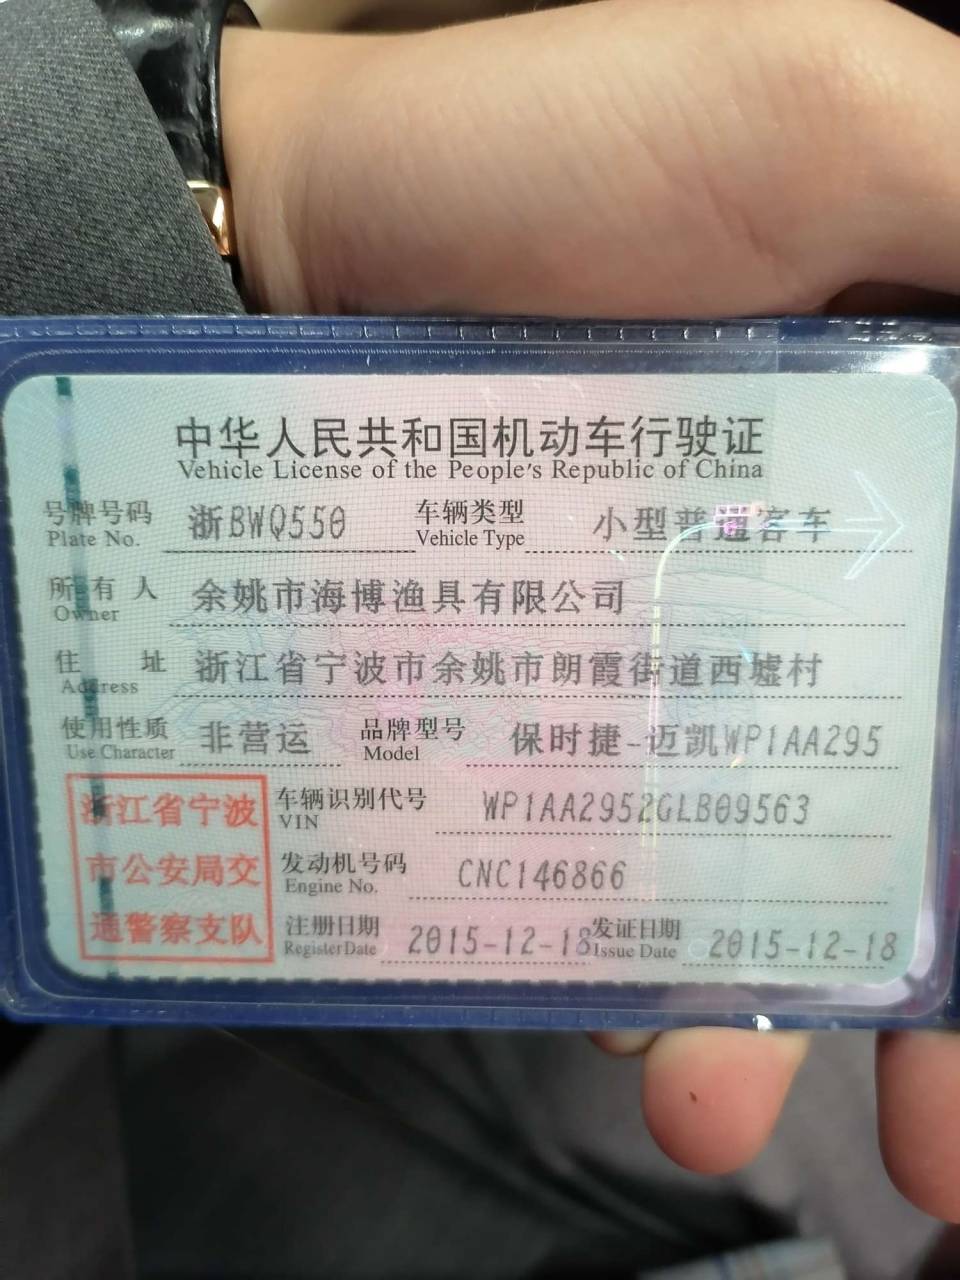 中华人民共和国机动车行驶证
Vehicle License of the People's Republic of China
号牌号码 浙BWQ550 车辆类型 小型普通客车
Plate No. Vehicle Type
所有人 余姚市海博渔具有限公司
Owner
住址 浙江省宁波市余姚市朗霞街道西墟村
Address
使用性质 非营运 品牌型号 保时捷-迈凯WP1AA295
Use Character Model
浙江省宁波 车辆识别代号 WP1AA2952GLB09563
VIN
市公安局交 发动机号码 CNC146866
Engine No.
通警察支队 注册日期 2015-12-18 发证日期 2015-12-18
Register Date Issue Date